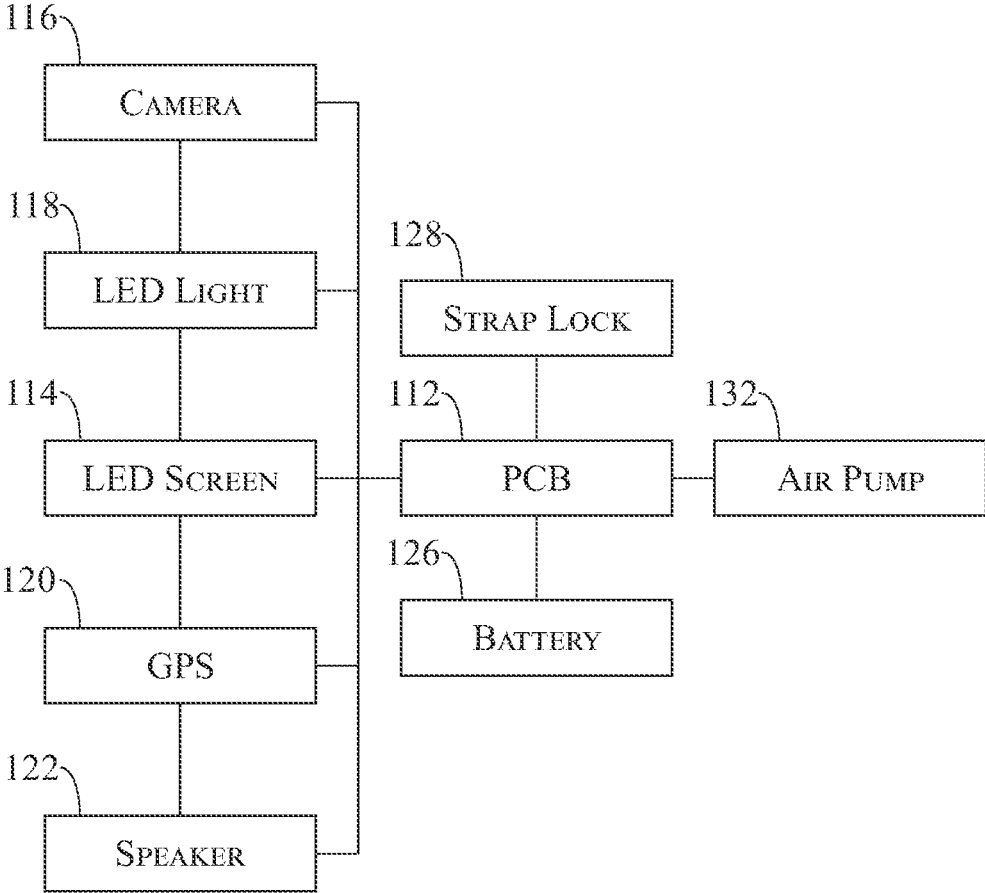 116
CAMERA
118
LED LIGHT
128
STRAP LOCK
114
LED SCREEN
112
PCB
132
AIR PUMP
126
BATTERY
120
GPS
122
SPEAKER